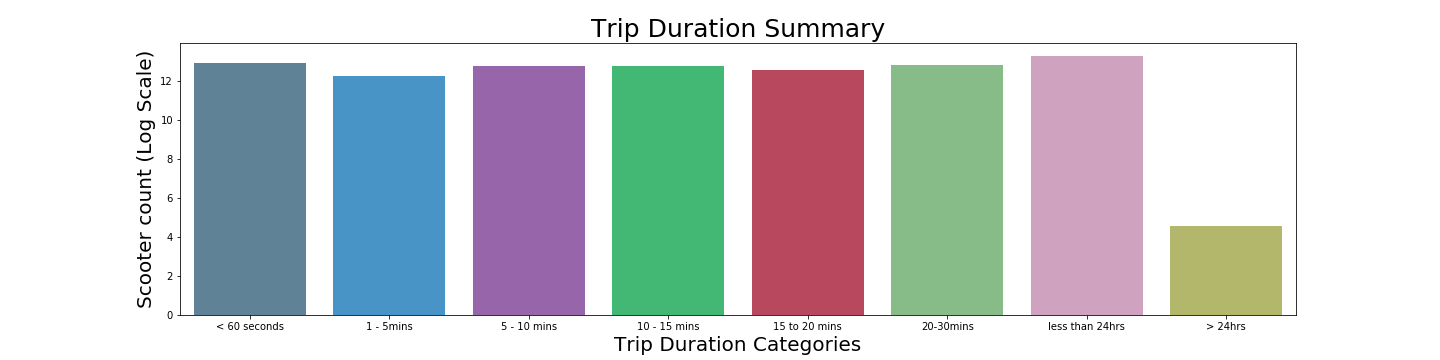 Trip Duration Summary
Scooter count (Log Scale)
12
10
8
6
4
2
0
< 60 seconds
1 - 5mins
5 - 10 mins
10 - 15 mins
15 to 20 mins
20-30mins
less than 24hrs
> 24hrs
Trip Duration Categories